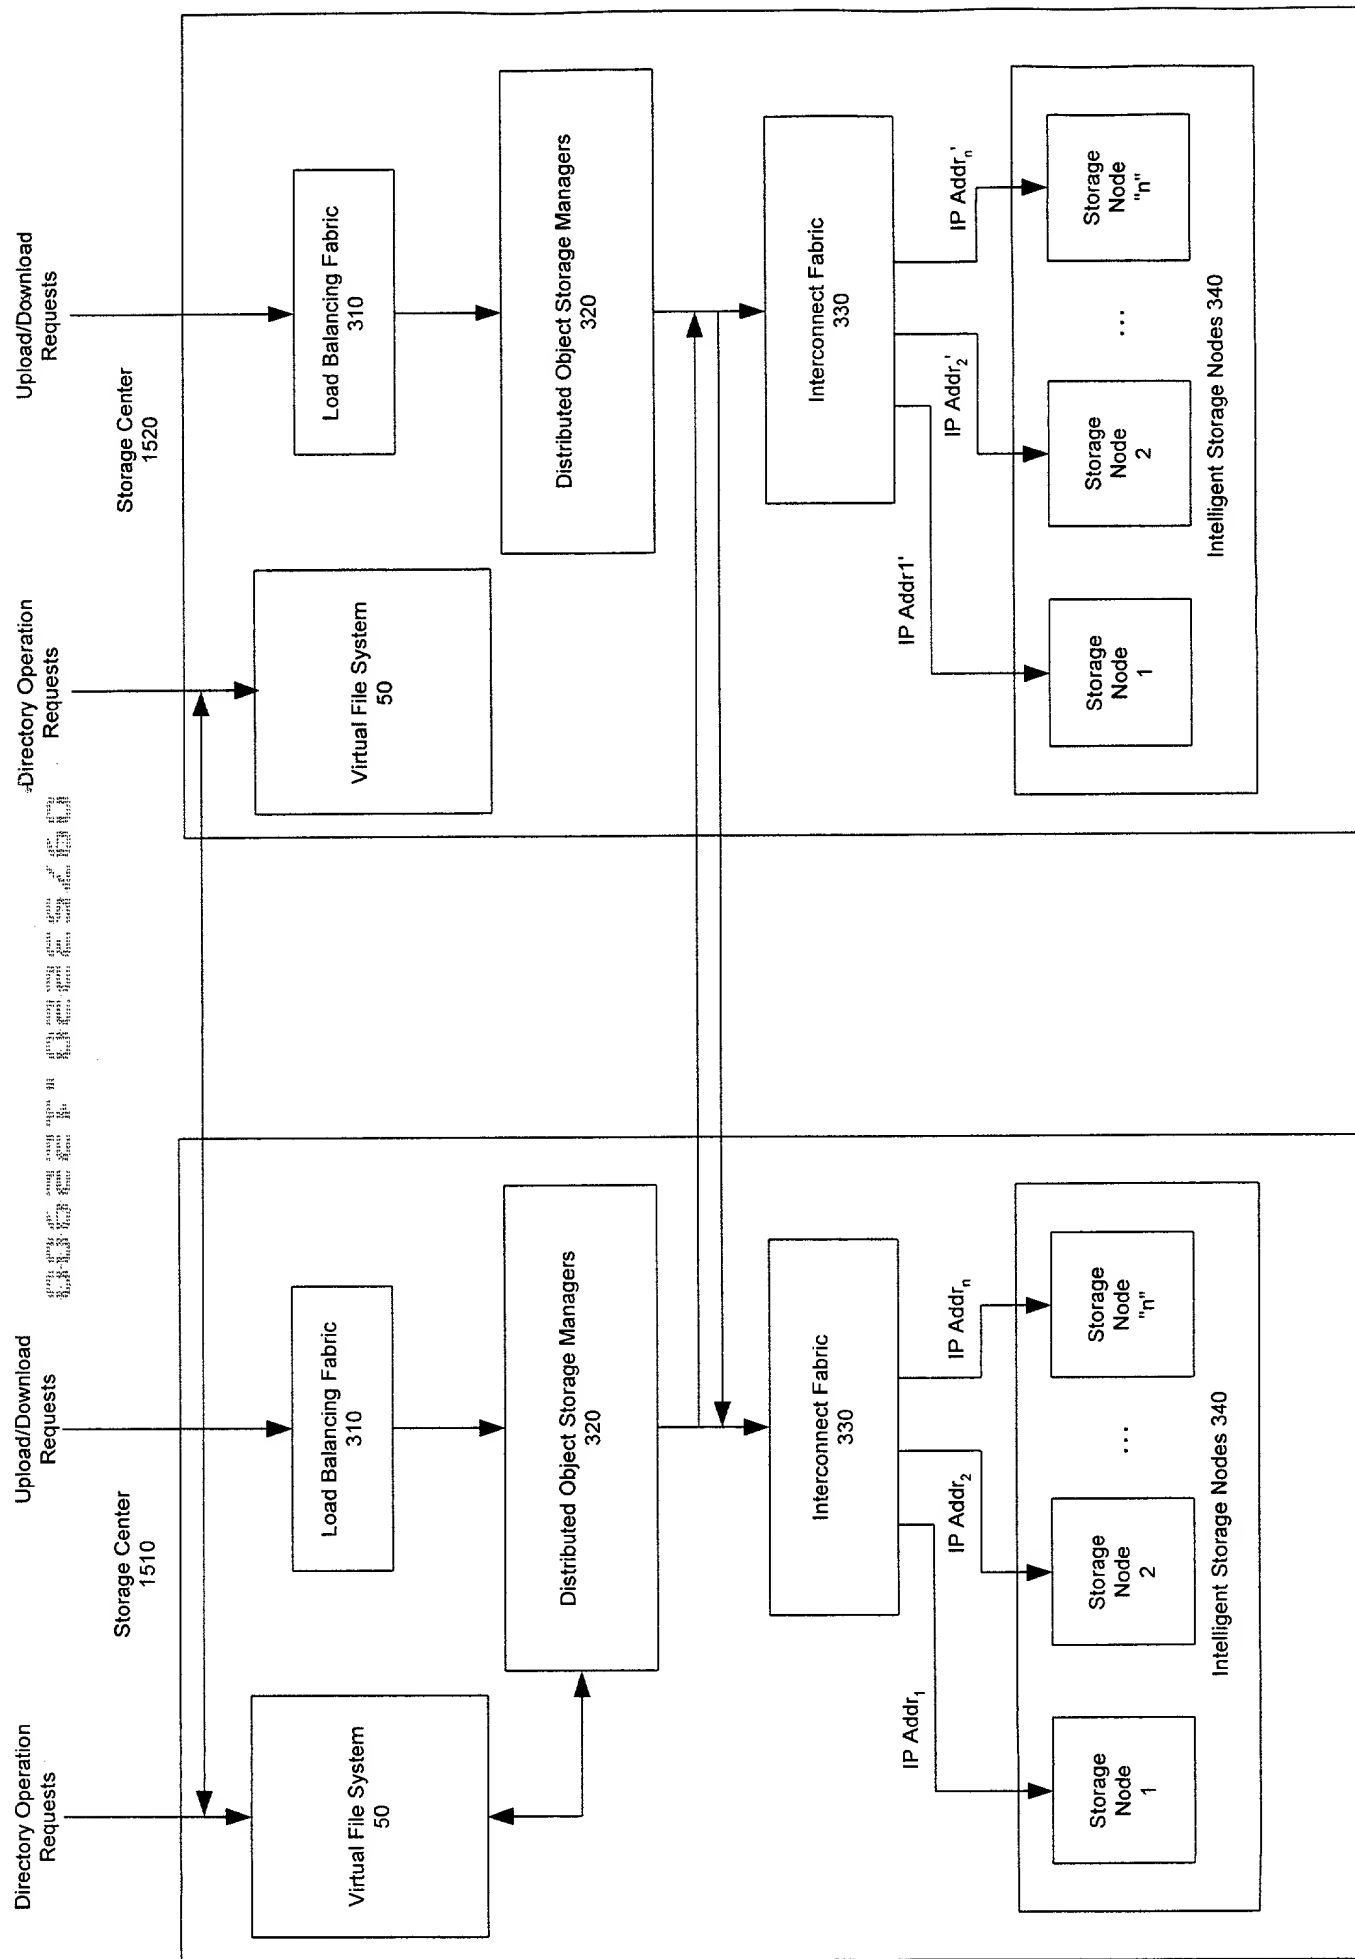 Directory Operation
Requests
Upload/Download
Requests
Storage Center
1510
Virtual File System
50
Load Balancing Fabric
310
Distributed Object Storage Managers
320
Interconnect Fabric
330
IP Addr1
IP Addr2
IP Addrn
Storage
Node
1
Storage
Node
2
...
Storage
Node
"n"
Intelligent Storage Nodes 340
Directory Operation
Requests
Upload/Download
Requests
Storage Center
1520
Virtual File System
50
Load Balancing Fabric
310
Distributed Object Storage Managers
320
Interconnect Fabric
330
IP Addr1'
IP Addr2'
IP Addrn'
Storage
Node
1
Storage
Node
2
...
Storage
Node
"n"
Intelligent Storage Nodes 340